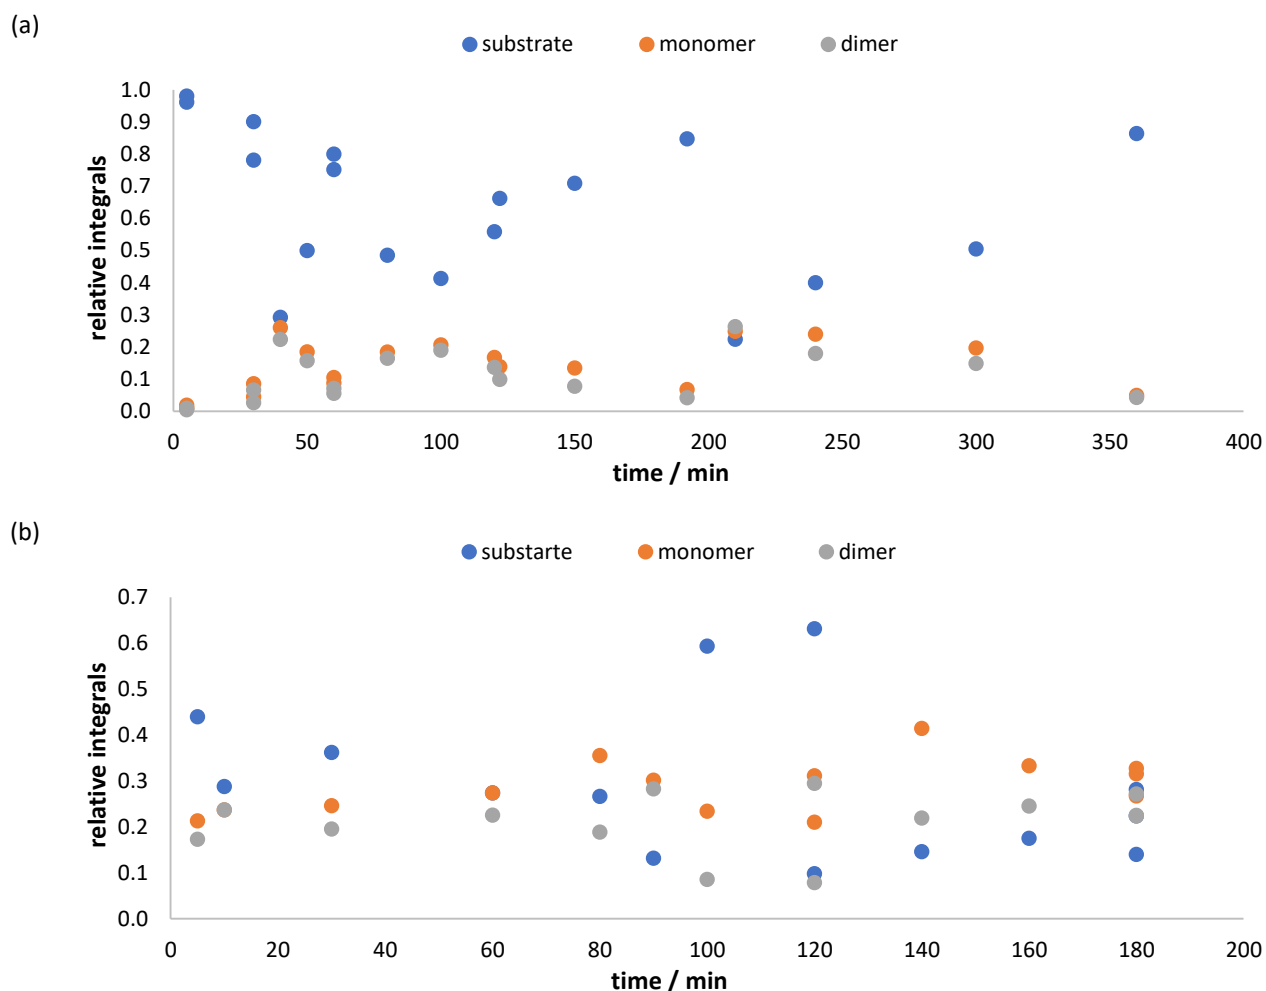 (a)
substrate monomer dimer
1.0
0.9
0.8
0.7
0.6
0.5
0.4
0.3
0.2
0.1
0.0
relative integrals
0 50 100 150 200 250 300 350 400
time / min
(b)
substarte monomer dimer
0.7
0.6
0.5
0.4
0.3
0.2
0.1
0.0
relative integrals
0 20 40 60 80 100 120 140 160 180 200
time / min